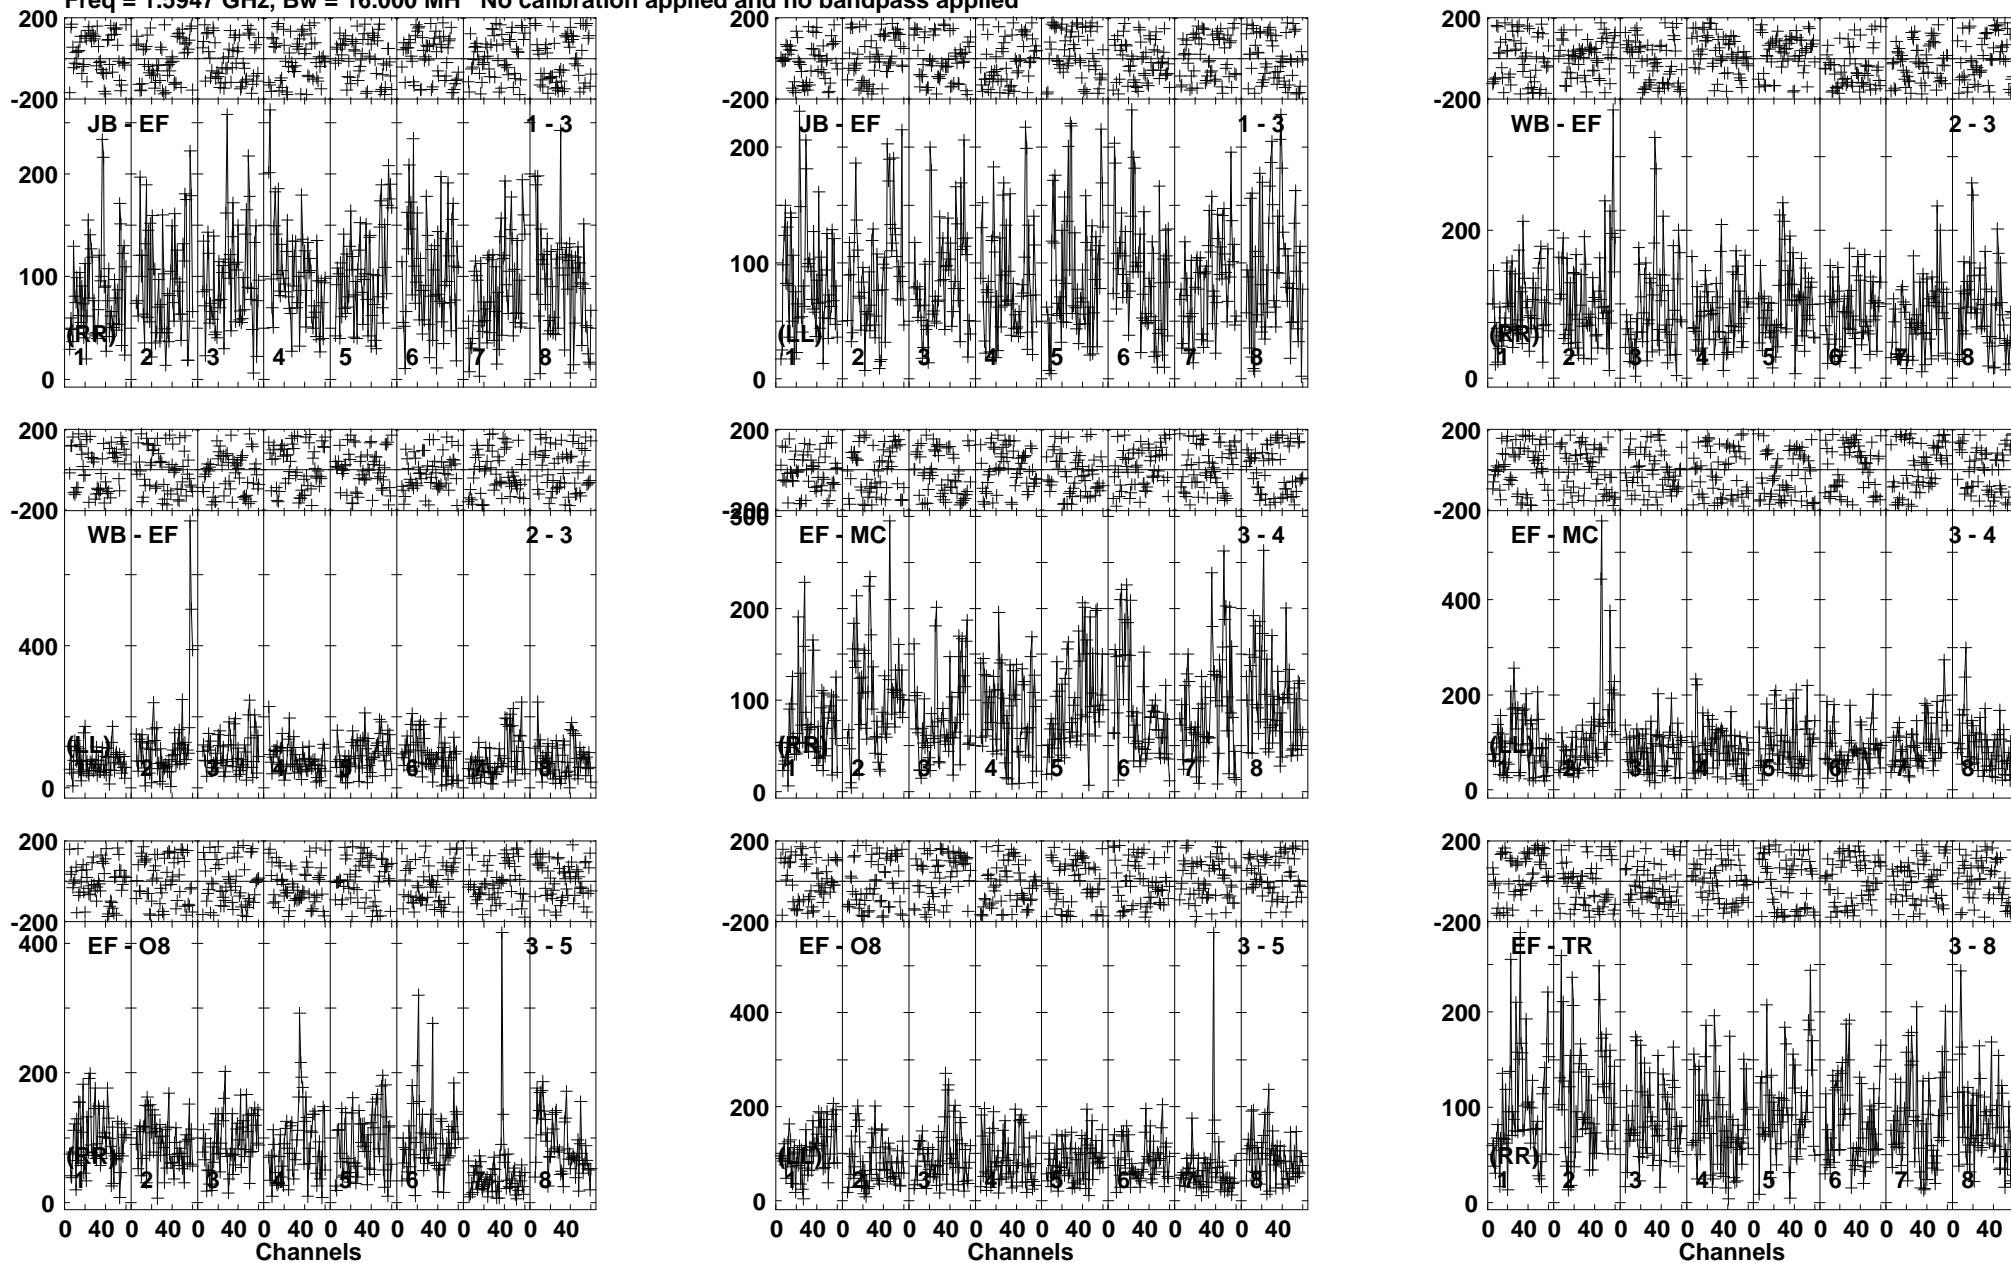 Freq = 1.5947 GHz, Bw = 16.000 MH No calibration applied and no bandpass applied
200 200 200
-200 -200 -200
JB - EF 1 - 3 JB - EF 1 - 3 WB - EF 2 - 3
200 200 200
100 100
(RR) (LL) (RR)
1 2 3 4 5 6 7 8 1 2 3 4 5 6 7 8 1 2 3 4 5 6 7 8
0 0 0
200 200 200
-200 -200 -200
300
WB - EF 2 - 3 EF - MC 3 - 4 EF - MC 3 - 4
400 200 400
100 200
(LL) (RR) (LL)
1 2 3 4 5 6 7 8 1 2 3 4 5 6 7 8 1 2 3 4 5 6 7 8
0 0 0
200 200 200
-200 -200 -200
400
EF - O8 3 - 5 EF - O8 3 - 5 EF - TR 3 - 8
200 400 200
200 100
(RR) (LL) (RR)
1 2 3 4 5 6 7 8 1 2 3 4 5 6 7 8 1 2 3 4 5 6 7 8
0 0 0
0 40 0 40 0 40 0 40 0 40 0 40 0 40 0 40 0 40 0 40 0 40 0 40 0 40 0 40 0 40 0 40 0 40 0 40 0 40 0 40 0 40 0 40 0 40 0 40
Channels Channels Channels